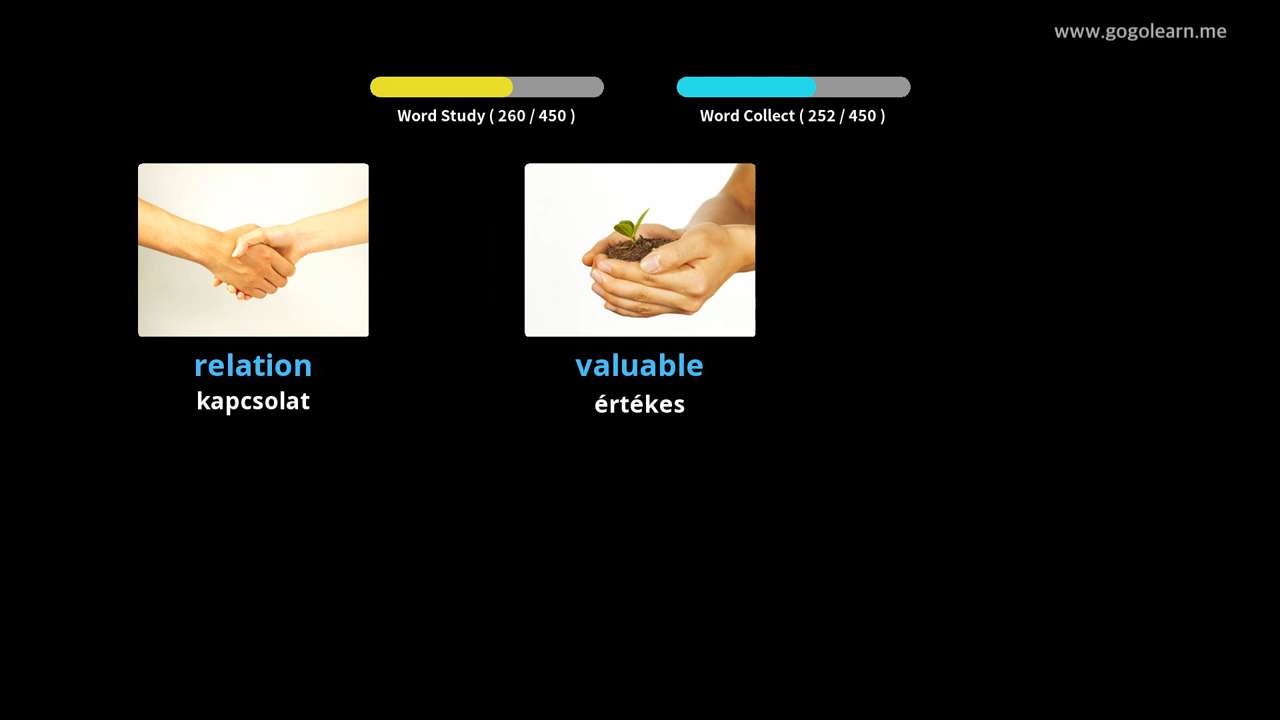 www.gogolearn.me
Word Study ( 260 / 450 )
Word Collect ( 252 / 450 )
relation
kapcsolat
valuable
értékes